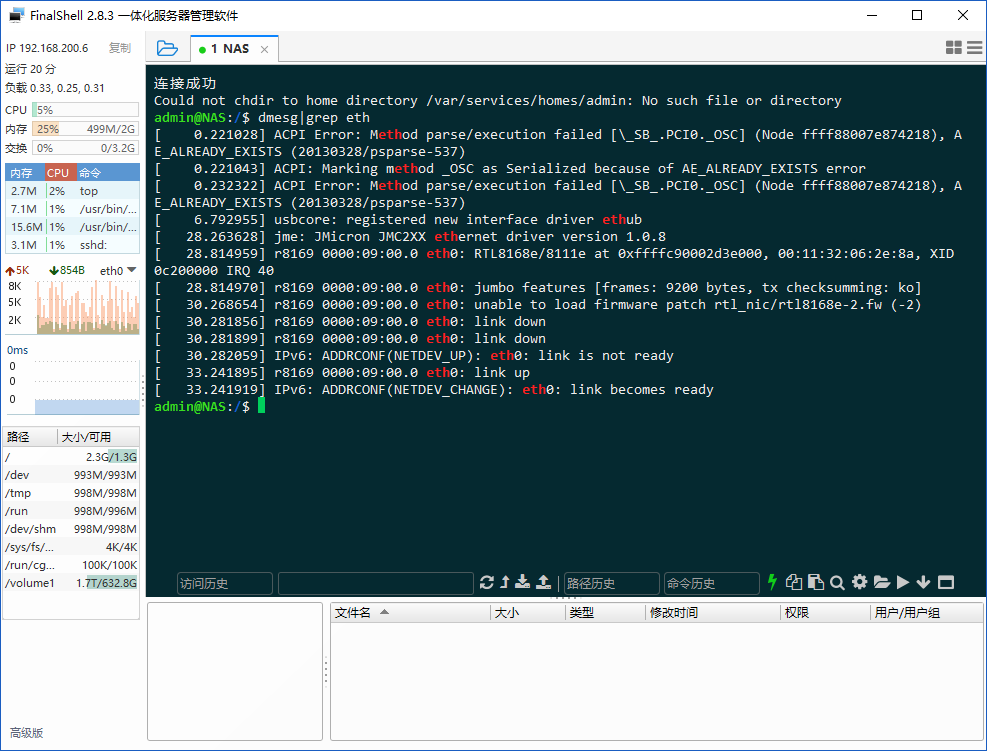 FinalShell 2.8.3 一体化服务器管理软件
IP 192.168.200.6 复制
运行 20 分
负载 0.33, 0.25, 0.31
CPU 5%
内存 25% 499M/2G
交换 0% 0/3.2G
内存 CPU 命令
2.7M 2% top
7.1M 1% /usr/bin/...
15.6M 1% /usr/bin/...
3.1M 1% sshd:
5K 854B eth0
8K
5K
2K
0ms
0
0
0
路径 大小/可用
/ 2.3G/1.3G
/dev 993M/993M
/tmp 998M/998M
/run 998M/996M
/dev/shm 998M/998M
/sys/fs/... 4K/4K
/run/cg... 100K/100K
/volume1 1.7T/632.8G
高级版
1 NAS
连接成功
Could not chdir to home directory /var/services/homes/admin: No such file or directory
admin@NAS:/$ dmesg|grep eth
[    0.221028] ACPI Error: Method parse/execution failed [\_SB_.PCI0._OSC] (Node ffff88007e874218), A
E_ALREADY_EXISTS (20130328/psparse-537)
[    0.221043] ACPI: Marking method _OSC as Serialized because of AE_ALREADY_EXISTS error
[    0.232322] ACPI Error: Method parse/execution failed [\_SB_.PCI0._OSC] (Node ffff88007e874218), A
E_ALREADY_EXISTS (20130328/psparse-537)
[    6.792955] usbcore: registered new interface driver ethub
[   28.263628] jme: JMicron JMC2XX ethernet driver version 1.0.8
[   28.814959] r8169 0000:09:00.0 eth0: RTL8168e/8111e at 0xffffc90002d3e000, 00:11:32:06:2e:8a, XID
0c200000 IRQ 40
[   28.814970] r8169 0000:09:00.0 eth0: jumbo features [frames: 9200 bytes, tx checksumming: ko]
[   30.268654] r8169 0000:09:00.0 eth0: unable to load firmware patch rtl_nic/rtl8168e-2.fw (-2)
[   30.281856] r8169 0000:09:00.0 eth0: link down
[   30.281899] r8169 0000:09:00.0 eth0: link down
[   30.282059] IPv6: ADDRCONF(NETDEV_UP): eth0: link is not ready
[   33.241895] r8169 0000:09:00.0 eth0: link up
[   33.241919] IPv6: ADDRCONF(NETDEV_CHANGE): eth0: link becomes ready
admin@NAS:/$
访问历史 路径历史 命令历史
文件名 大小 类型 修改时间 权限 用户/用户组